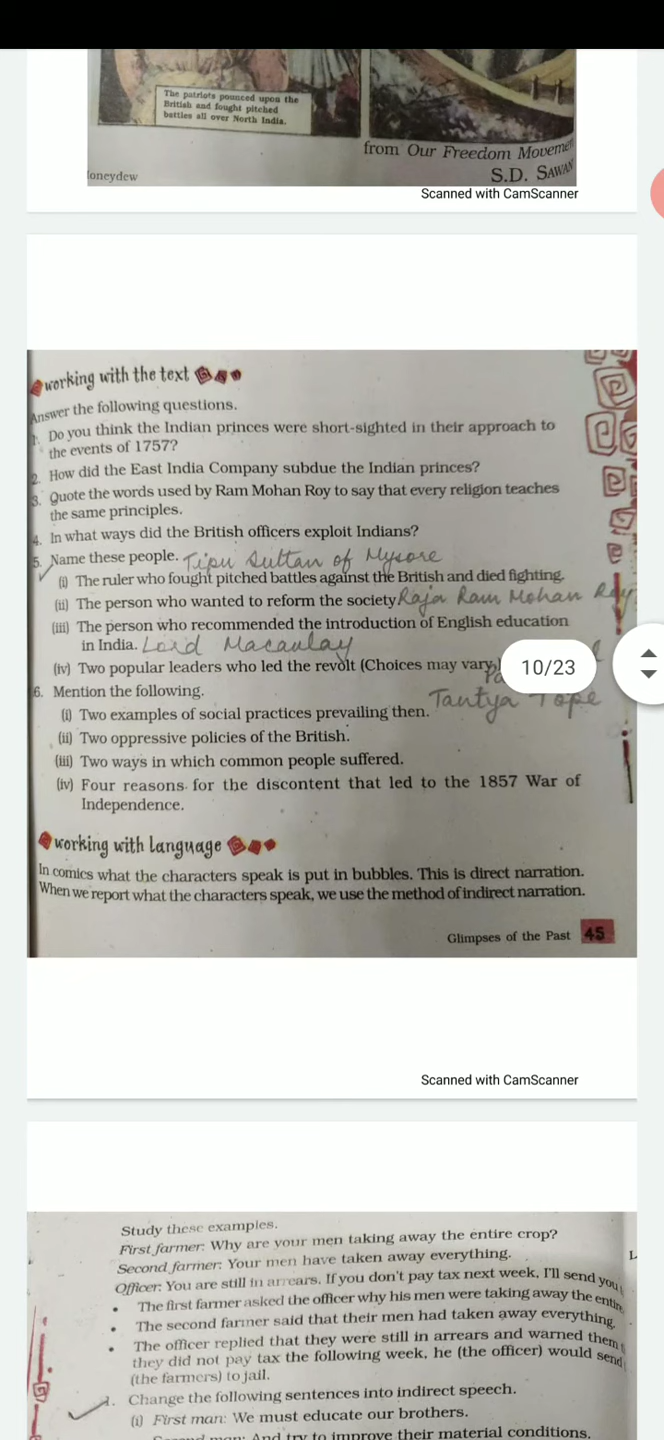 The patriots pounced upon the
British and fought pitched
battles all over North India.
from Our Freedom Movemen
S.D. SAWAN
oneydew
Scanned with CamScanner
working with the text
Answer the following questions.
1. Do you think the Indian princes were short-sighted in their approach to
the events of 1757?
2. How did the East India Company subdue the Indian princes?
3. Quote the words used by Ram Mohan Roy to say that every religion teaches
the same principles.
4. In what ways did the British officers exploit Indians?
5. Name these people. Tipu Sultan of Mysore
(i) The ruler who fought pitched battles against the British and died fighting.
(ii) The person who wanted to reform the society Raja Ram Mohan Roy
(iii) The person who recommended the introduction of English education
in India. Lord Macaulay
(iv) Two popular leaders who led the revolt (Choices may vary.)
10/23
Tantya Tope
6. Mention the following.
(i) Two examples of social practices prevailing then.
(ii) Two oppressive policies of the British.
(iii) Two ways in which common people suffered.
(iv) Four reasons for the discontent that led to the 1857 War of
Independence.
working with language
In comics what the characters speak is put in bubbles. This is direct narration.
When we report what the characters speak, we use the method of indirect narration.
Glimpses of the Past 45
Scanned with CamScanner
Study these examples.
First farmer: Why are your men taking away the entire crop?
Second farmer: Your men have taken away everything.
Officer: You are still in arrears. If you don't pay tax next week, I'll send you
• The first farmer asked the officer why his men were taking away the entire
• The second farmer said that their men had taken away everything.
• The officer replied that they were still in arrears and warned them
they did not pay tax the following week, he (the officer) would send
(the farmers) to jail.
1. Change the following sentences into indirect speech.
(i) First man: We must educate our brothers.
Second man: And try to improve their material conditions.